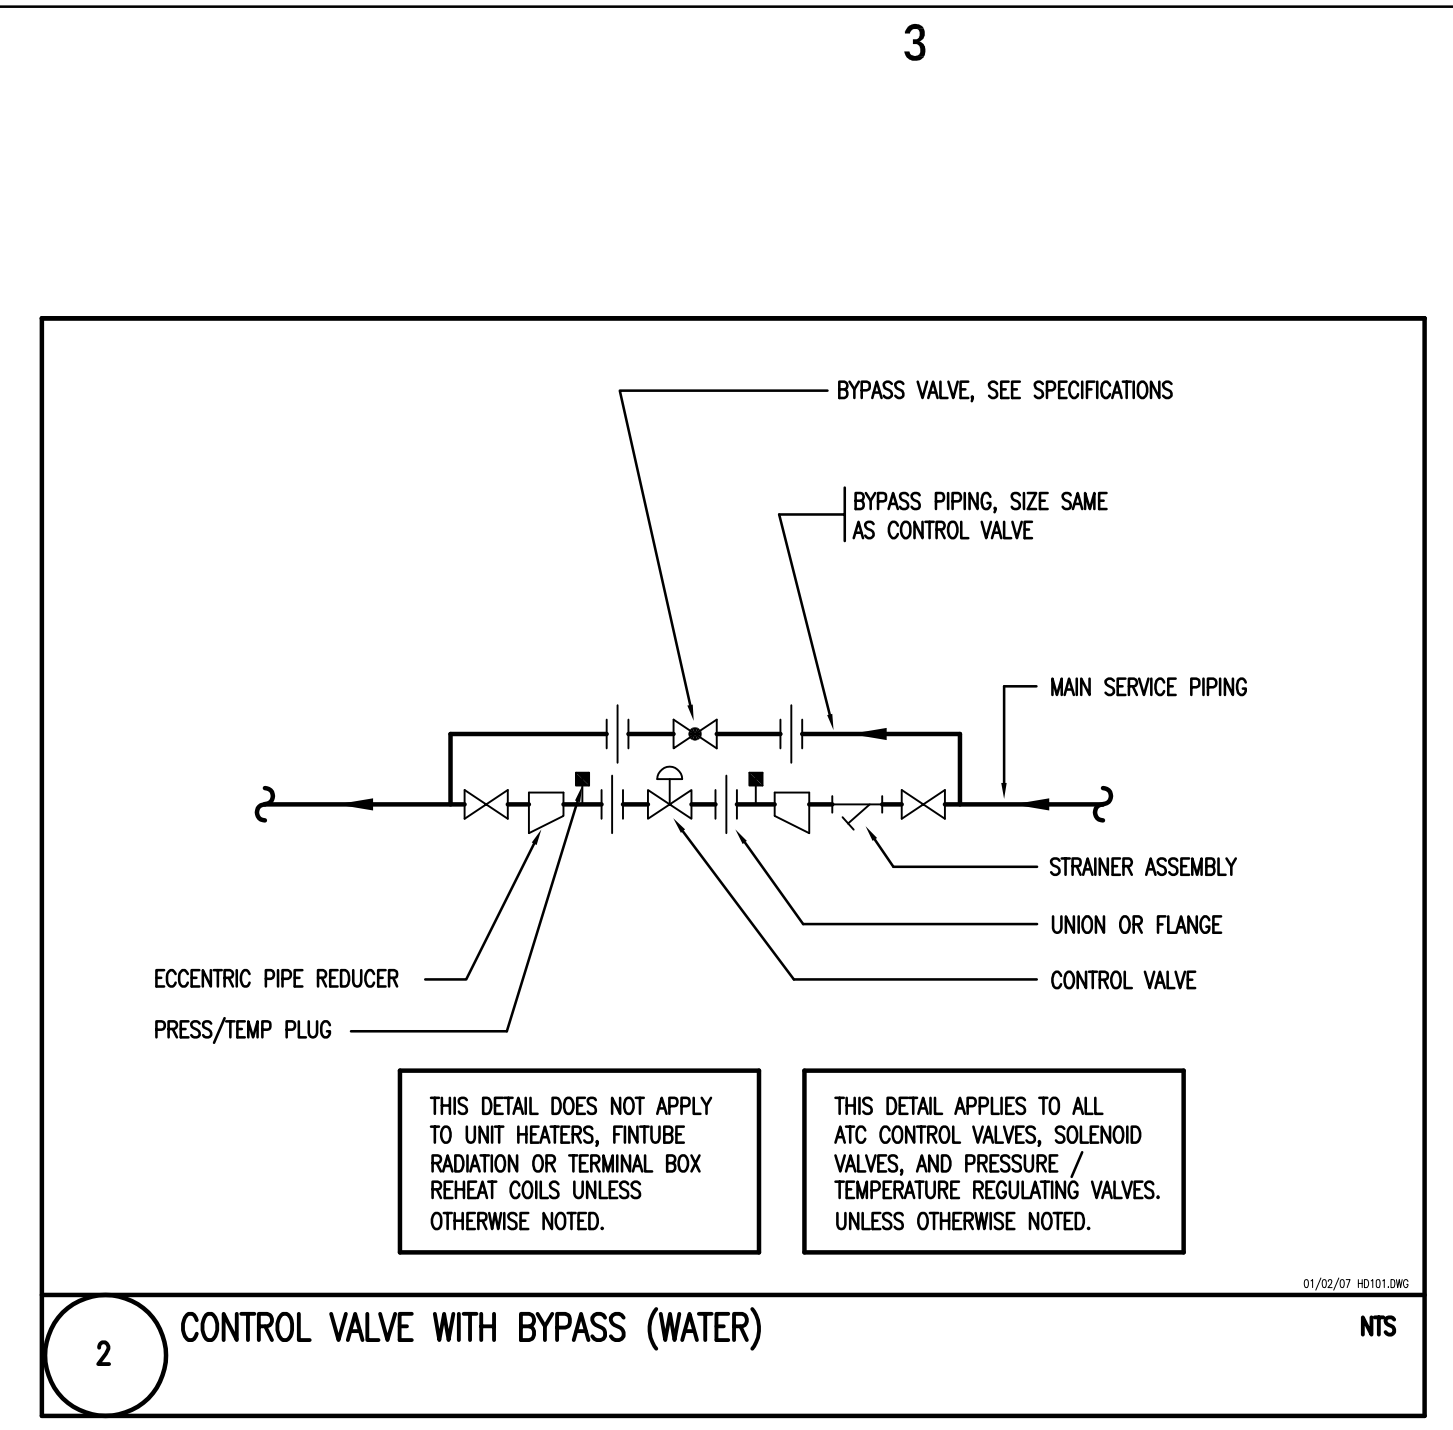 3
BYPASS VALVE, SEE SPECIFICATIONS
BYPASS PIPING, SIZE SAME
AS CONTROL VALVE
MAIN SERVICE PIPING
STRAINER ASSEMBLY
UNION OR FLANGE
CONTROL VALVE
ECCENTRIC PIPE REDUCER
PRESS/TEMP PLUG
THIS DETAIL DOES NOT APPLY
TO UNIT HEATERS, FINTUBE
RADIATION OR TERMINAL BOX
REHEAT COILS UNLESS
OTHERWISE NOTED.
THIS DETAIL APPLIES TO ALL
ATC CONTROL VALVES, SOLENOID
VALVES, AND PRESSURE /
TEMPERATURE REGULATING VALVES.
UNLESS OTHERWISE NOTED.
01/02/07 HD101.DWG
2
CONTROL VALVE WITH BYPASS (WATER)
NTS